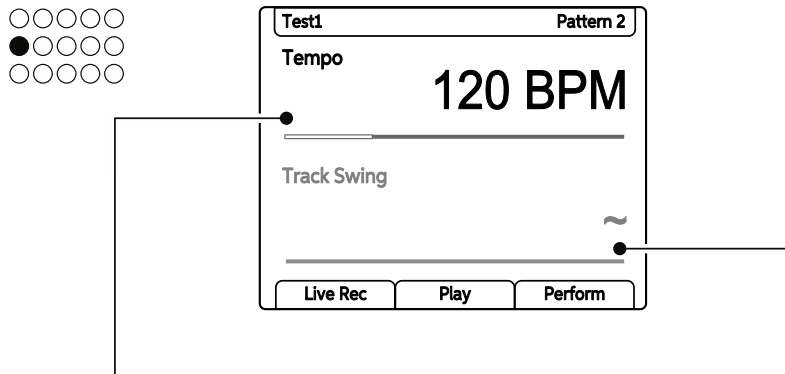 Test1 Pattern 2
Tempo
120 BPM
Track Swing
~
Live Rec Play Perform